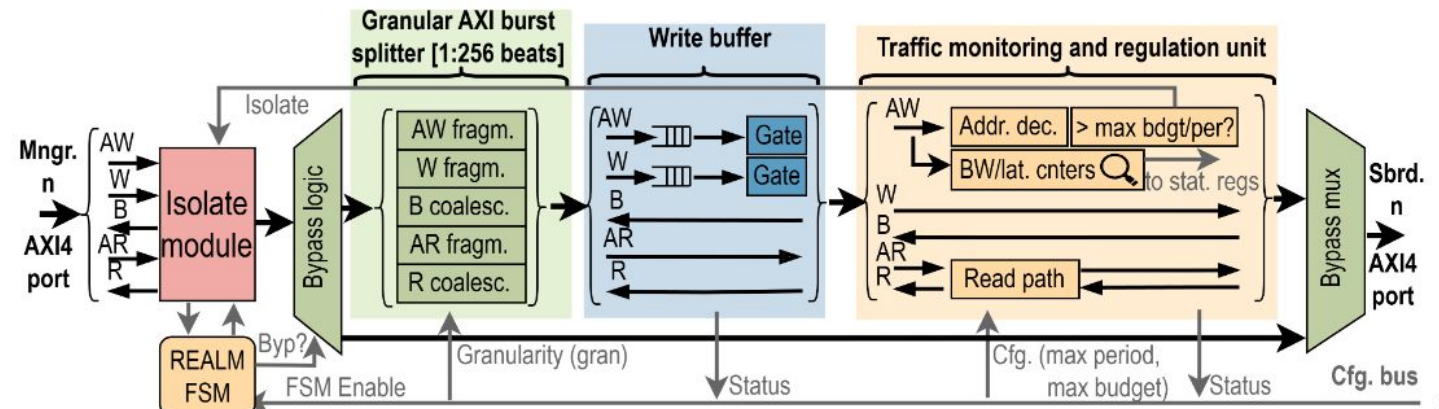 Granular AXI burst
splitter [1:256 beats]
Write buffer
Traffic monitoring and regulation unit
Isolate
Mngr.
n
AXI4
port
AW
W
B
AR
R
Isolate
module
Bypass logic
AW fragm.
W fragm.
B coalesc.
AR fragm.
R coalesc.
AW
Gate
W
Gate
B
AR
R
AW
Addr. dec.
> max bdgt/per?
BW/lat. cnters
to stat. regs
W
B
AR
R
Read path
Bypass mux
Sbrd.
n
AXI4
port
REALM
FSM
Byp?
FSM Enable
Granularity (gran)
Status
Cfg. (max period,
max budget)
Status
Cfg. bus